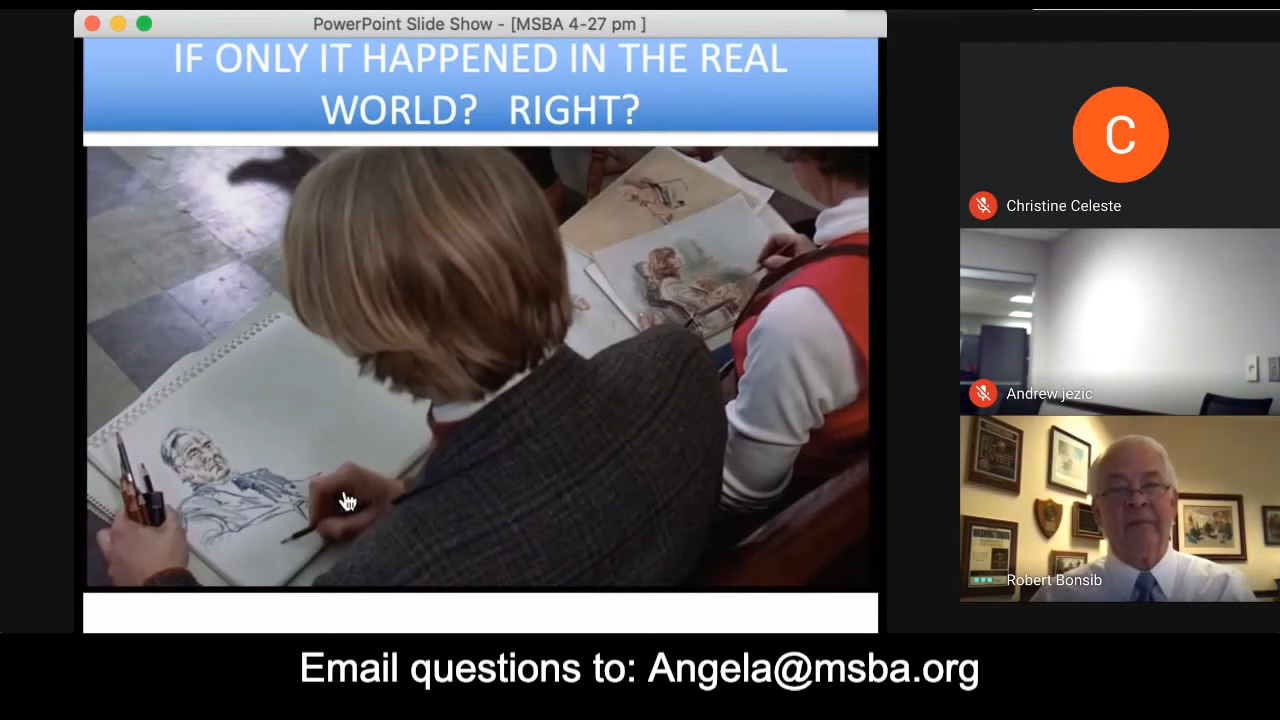 PowerPoint Slide Show - [MSBA 4-27 pm ]
IF ONLY IT HAPPENED IN THE REAL
WORLD? RIGHT?
C
Christine Celeste
Andrew jezic
Robert Bonsib
Email questions to: Angela@msba.org